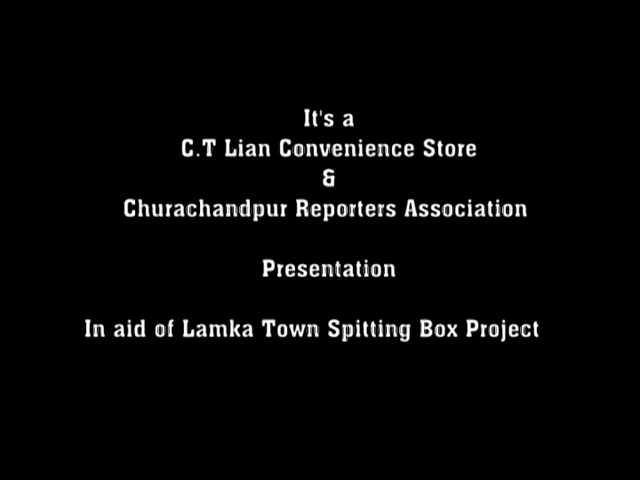 It's a
C.T Lian Convenience Store
&
Churachandpur Reporters Association
Presentation
In aid of Lamka Town Spitting Box Project